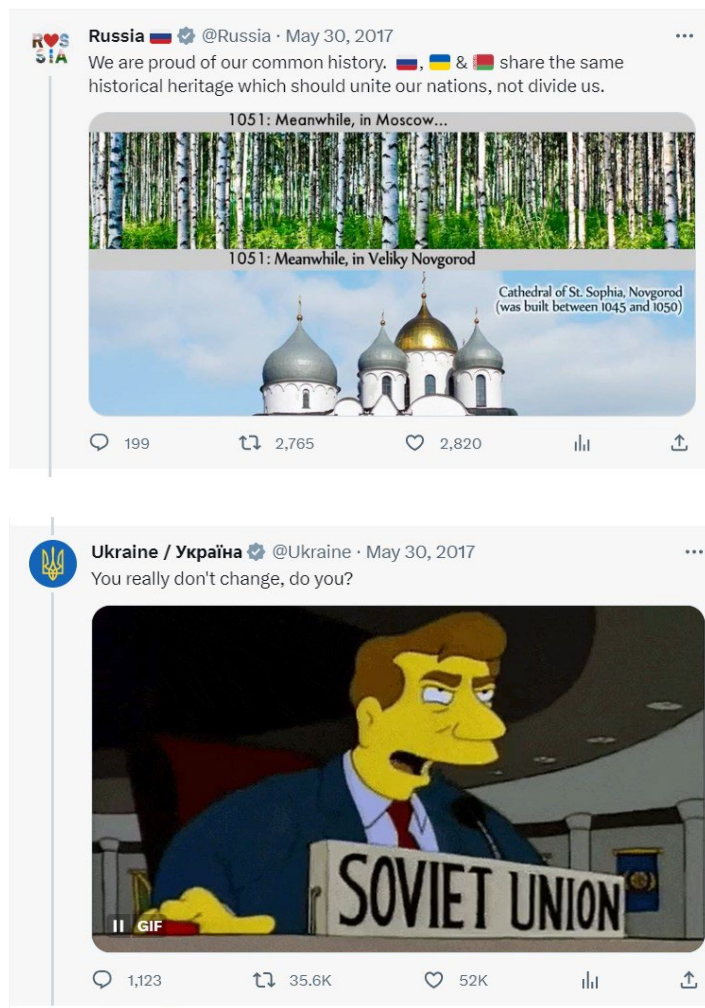 R♥S
SIA
Russia 🇷🇺 @Russia · May 30, 2017
We are proud of our common history. 🇷🇺, 🇺🇦 & 🇧🇾 share the same
historical heritage which should unite our nations, not divide us.
1051: Meanwhile, in Moscow...
1051: Meanwhile, in Veliky Novgorod
Cathedral of St. Sophia, Novgorod
(was built between 1045 and 1050)
199 2,765 2,820
Ukraine / Україна @Ukraine · May 30, 2017
You really don't change, do you?
SOVIET UNION
GIF
1,123 35.6K 52K